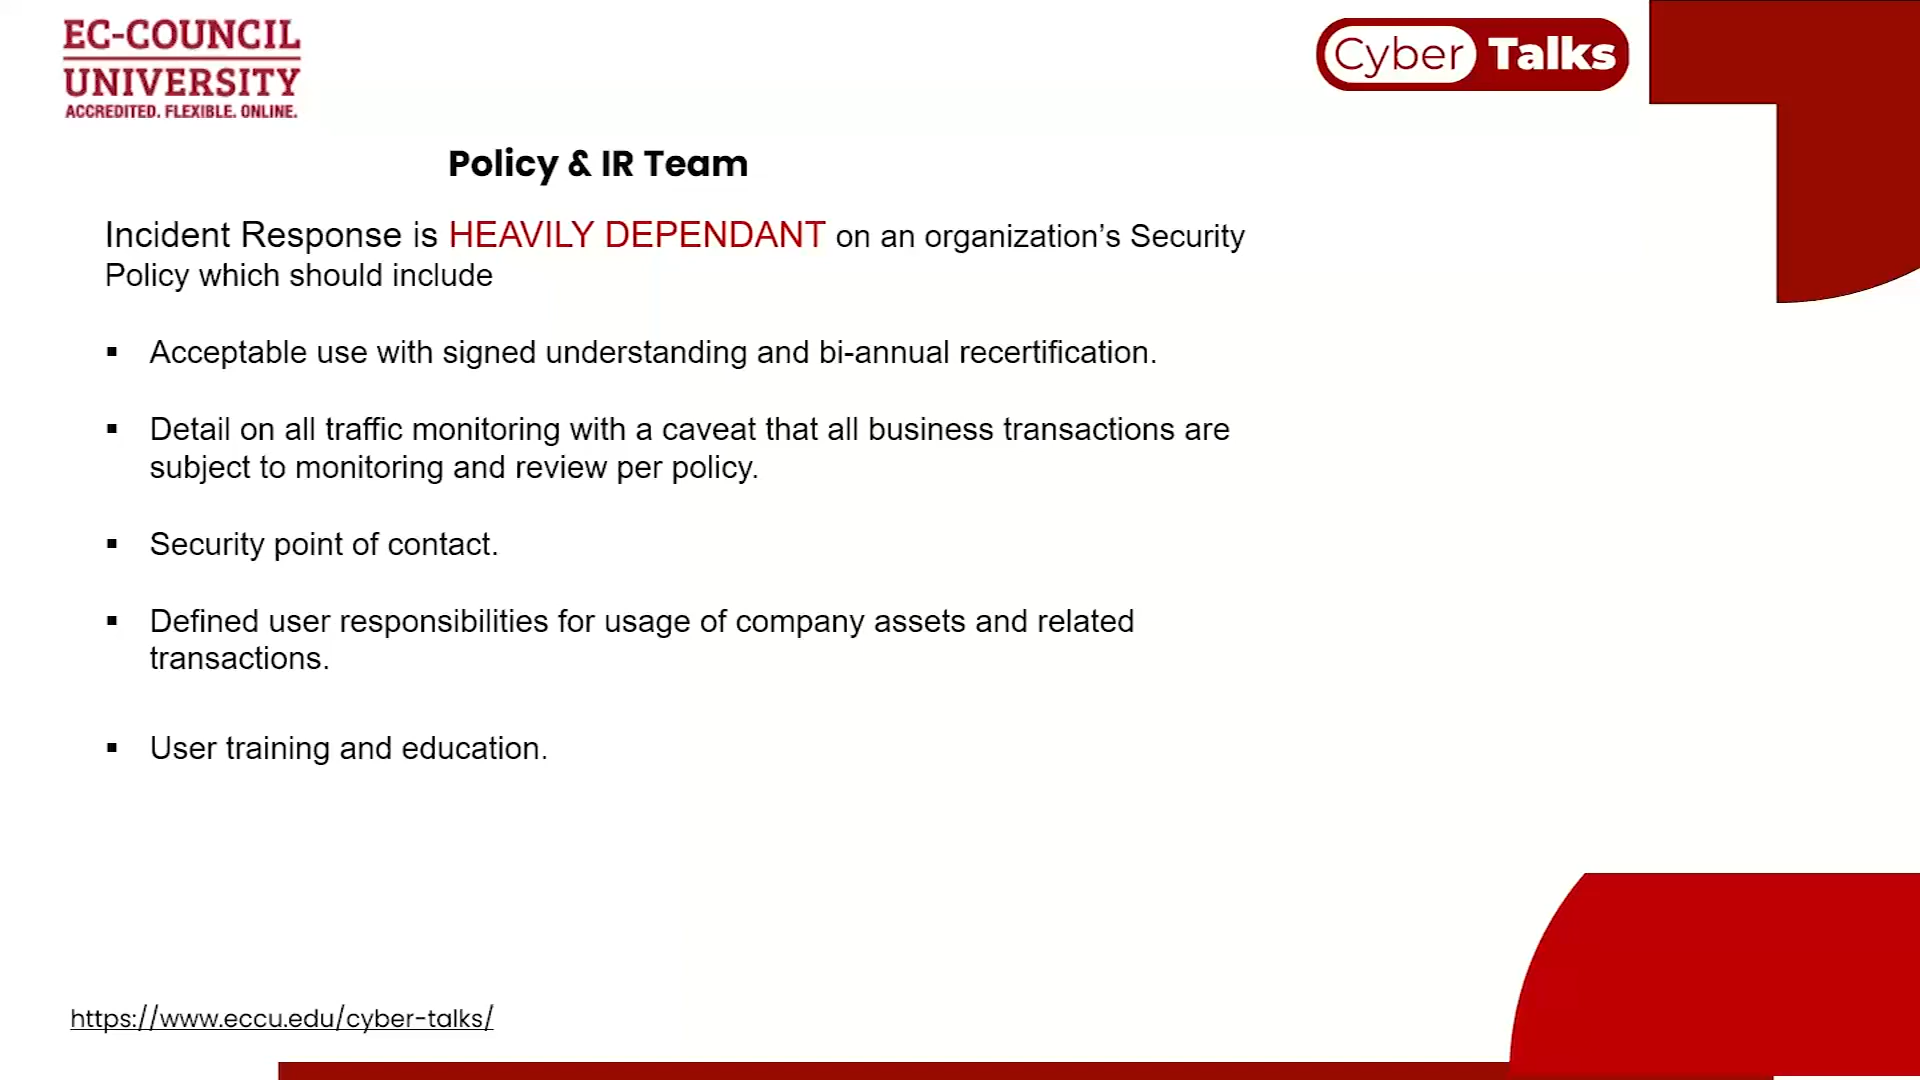 EC-COUNCIL
UNIVERSITY
ACCREDITED. FLEXIBLE. ONLINE.
Cyber Talks
Policy & IR Team
Incident Response is HEAVILY DEPENDANT on an organization’s Security
Policy which should include
▪ Acceptable use with signed understanding and bi-annual recertification.
▪ Detail on all traffic monitoring with a caveat that all business transactions are
subject to monitoring and review per policy.
▪ Security point of contact.
▪ Defined user responsibilities for usage of company assets and related
transactions.
▪ User training and education.
https://www.eccu.edu/cyber-talks/